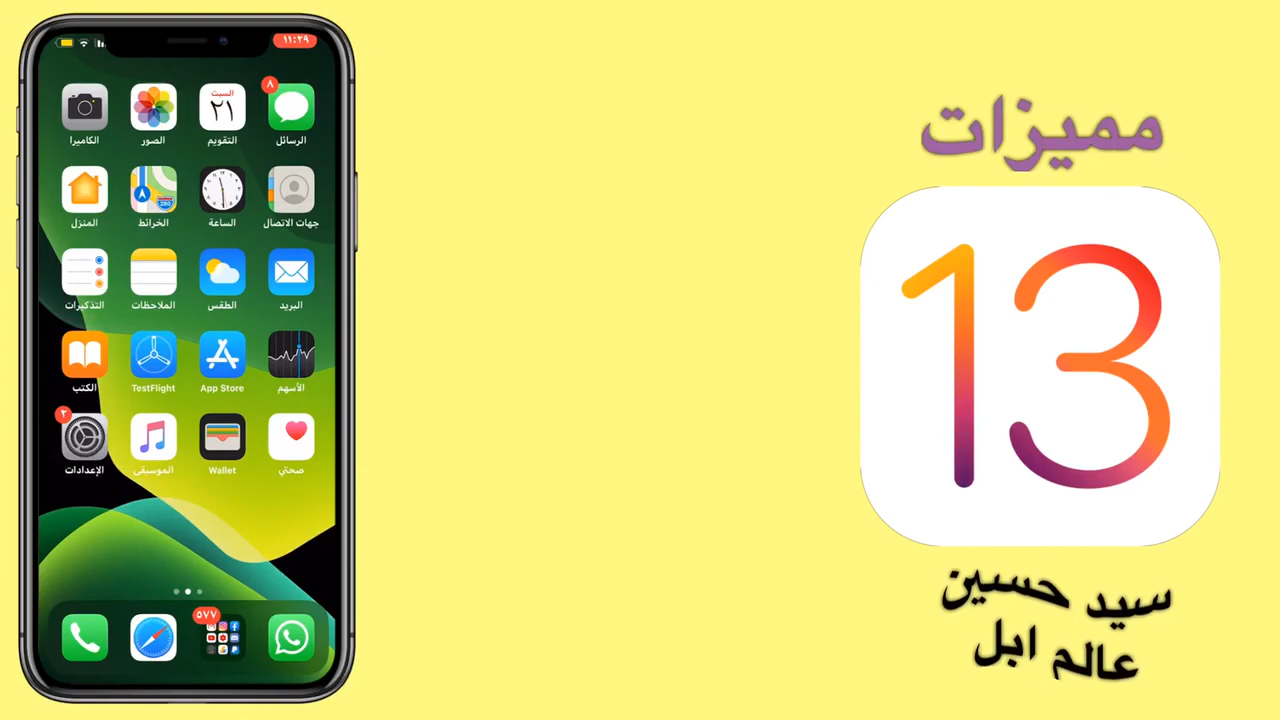 مميزات
13
سيد حسين
عالم ابل
١١:٢٩
٨
السبت
٢١
الرسائل
التقويم
الصور
الكاميرا
جهات الاتصال
الساعة
الخرائط
280
المنزل
البريد
الطقس
الملاحظات
التذكيرات
الأسهم
App Store
TestFlight
الكتب
٢
صحتي
Wallet
الموسيقى
الإعدادات
٥٧٧